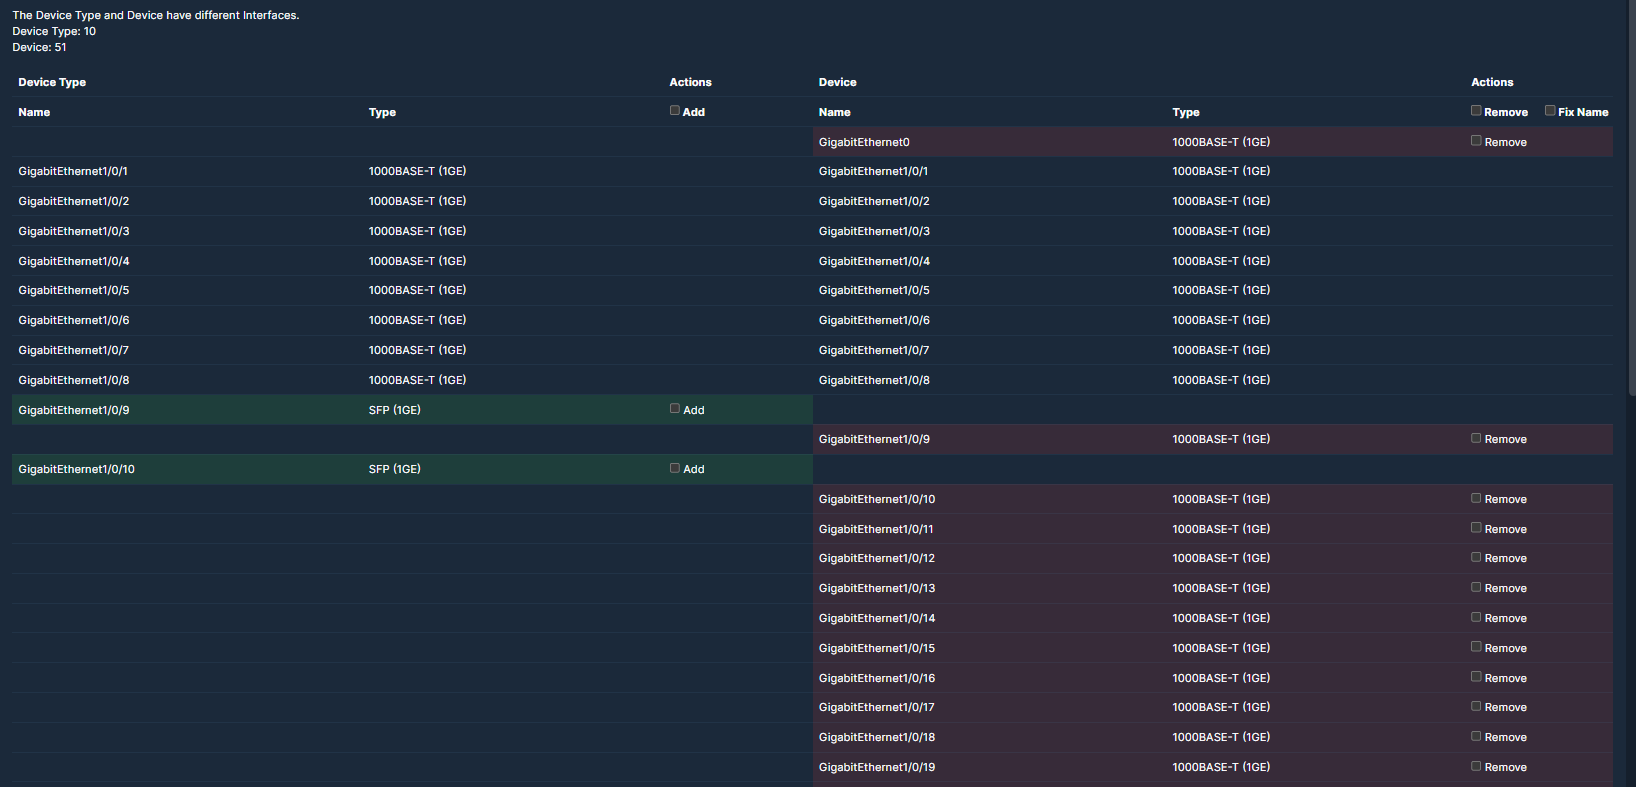 The Device Type and Device have different Interfaces.
Device Type: 10
Device: 51
Device Type Actions Device Actions
Name Type Add Name Type Remove Fix Name
GigabitEthernet0 1000BASE-T (1GE) Remove
GigabitEthernet1/0/1 1000BASE-T (1GE) GigabitEthernet1/0/1 1000BASE-T (1GE)
GigabitEthernet1/0/2 1000BASE-T (1GE) GigabitEthernet1/0/2 1000BASE-T (1GE)
GigabitEthernet1/0/3 1000BASE-T (1GE) GigabitEthernet1/0/3 1000BASE-T (1GE)
GigabitEthernet1/0/4 1000BASE-T (1GE) GigabitEthernet1/0/4 1000BASE-T (1GE)
GigabitEthernet1/0/5 1000BASE-T (1GE) GigabitEthernet1/0/5 1000BASE-T (1GE)
GigabitEthernet1/0/6 1000BASE-T (1GE) GigabitEthernet1/0/6 1000BASE-T (1GE)
GigabitEthernet1/0/7 1000BASE-T (1GE) GigabitEthernet1/0/7 1000BASE-T (1GE)
GigabitEthernet1/0/8 1000BASE-T (1GE) GigabitEthernet1/0/8 1000BASE-T (1GE)
GigabitEthernet1/0/9 SFP (1GE) Add
GigabitEthernet1/0/9 1000BASE-T (1GE) Remove
GigabitEthernet1/0/10 SFP (1GE) Add
GigabitEthernet1/0/10 1000BASE-T (1GE) Remove
GigabitEthernet1/0/11 1000BASE-T (1GE) Remove
GigabitEthernet1/0/12 1000BASE-T (1GE) Remove
GigabitEthernet1/0/13 1000BASE-T (1GE) Remove
GigabitEthernet1/0/14 1000BASE-T (1GE) Remove
GigabitEthernet1/0/15 1000BASE-T (1GE) Remove
GigabitEthernet1/0/16 1000BASE-T (1GE) Remove
GigabitEthernet1/0/17 1000BASE-T (1GE) Remove
GigabitEthernet1/0/18 1000BASE-T (1GE) Remove
GigabitEthernet1/0/19 1000BASE-T (1GE) Remove